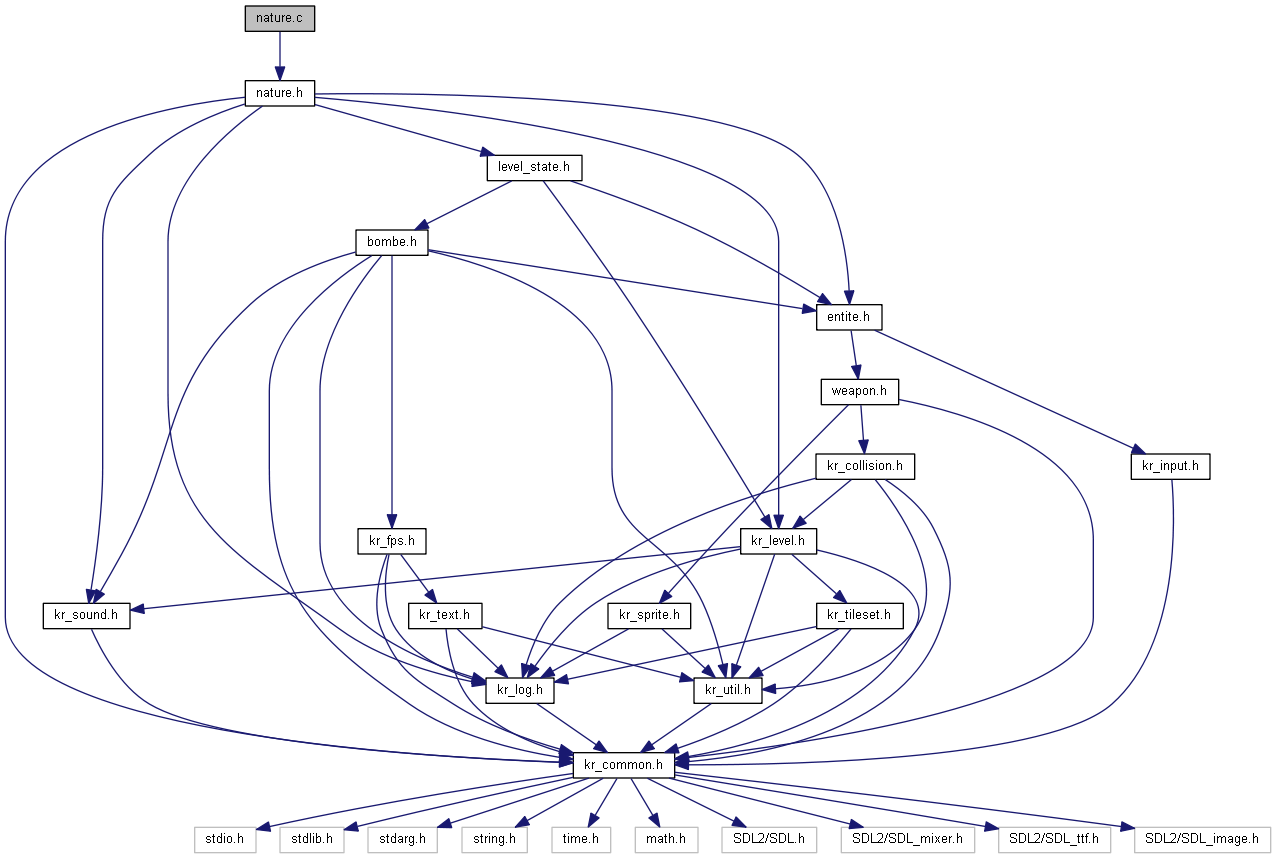 nature.c
nature.h
level_state.h
bombe.h
entite.h
weapon.h
kr_collision.h
kr_input.h
kr_fps.h
kr_level.h
kr_sound.h
kr_text.h
kr_sprite.h
kr_tileset.h
kr_log.h
kr_util.h
kr_common.h
stdio.h
stdlib.h
stdarg.h
string.h
time.h
math.h
SDL2/SDL.h
SDL2/SDL_mixer.h
SDL2/SDL_ttf.h
SDL2/SDL_image.h